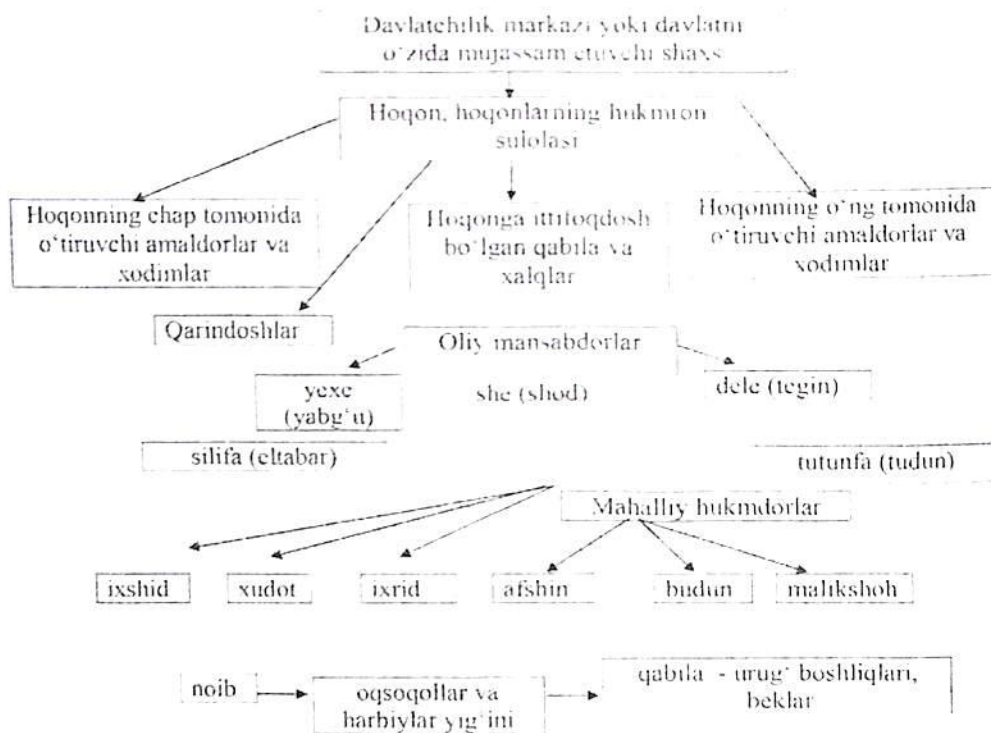 Davlatchilik markazi yoki davlatni
o‘zida mujassam etuvchi shaxs
Hoqon, hoqonlarning hukmron
sulolasi
Hoqonning chap tomonida
o‘tiruvchi amaldorlar va
xodimlar
Hoqonga ittifoqdosh
bo‘lgan qabila va
xalqlar
Hoqonning o‘ng tomonida
o‘tiruvchi amaldorlar va
xodimlar
Qarindoshlar
Oliy mansabdorlar
yexe
(yabg‘u)
she (shod)
dele (tegin)
silifa (eltabar)
tutunfa (tudun)
Mahalliy hukmdorlar
ixshid
xudot
ixrid
afshin
budun
malikshoh
noib
oqsoqollar va
harbiylar yig‘ini
qabila - urug‘ boshliqlari,
beklar